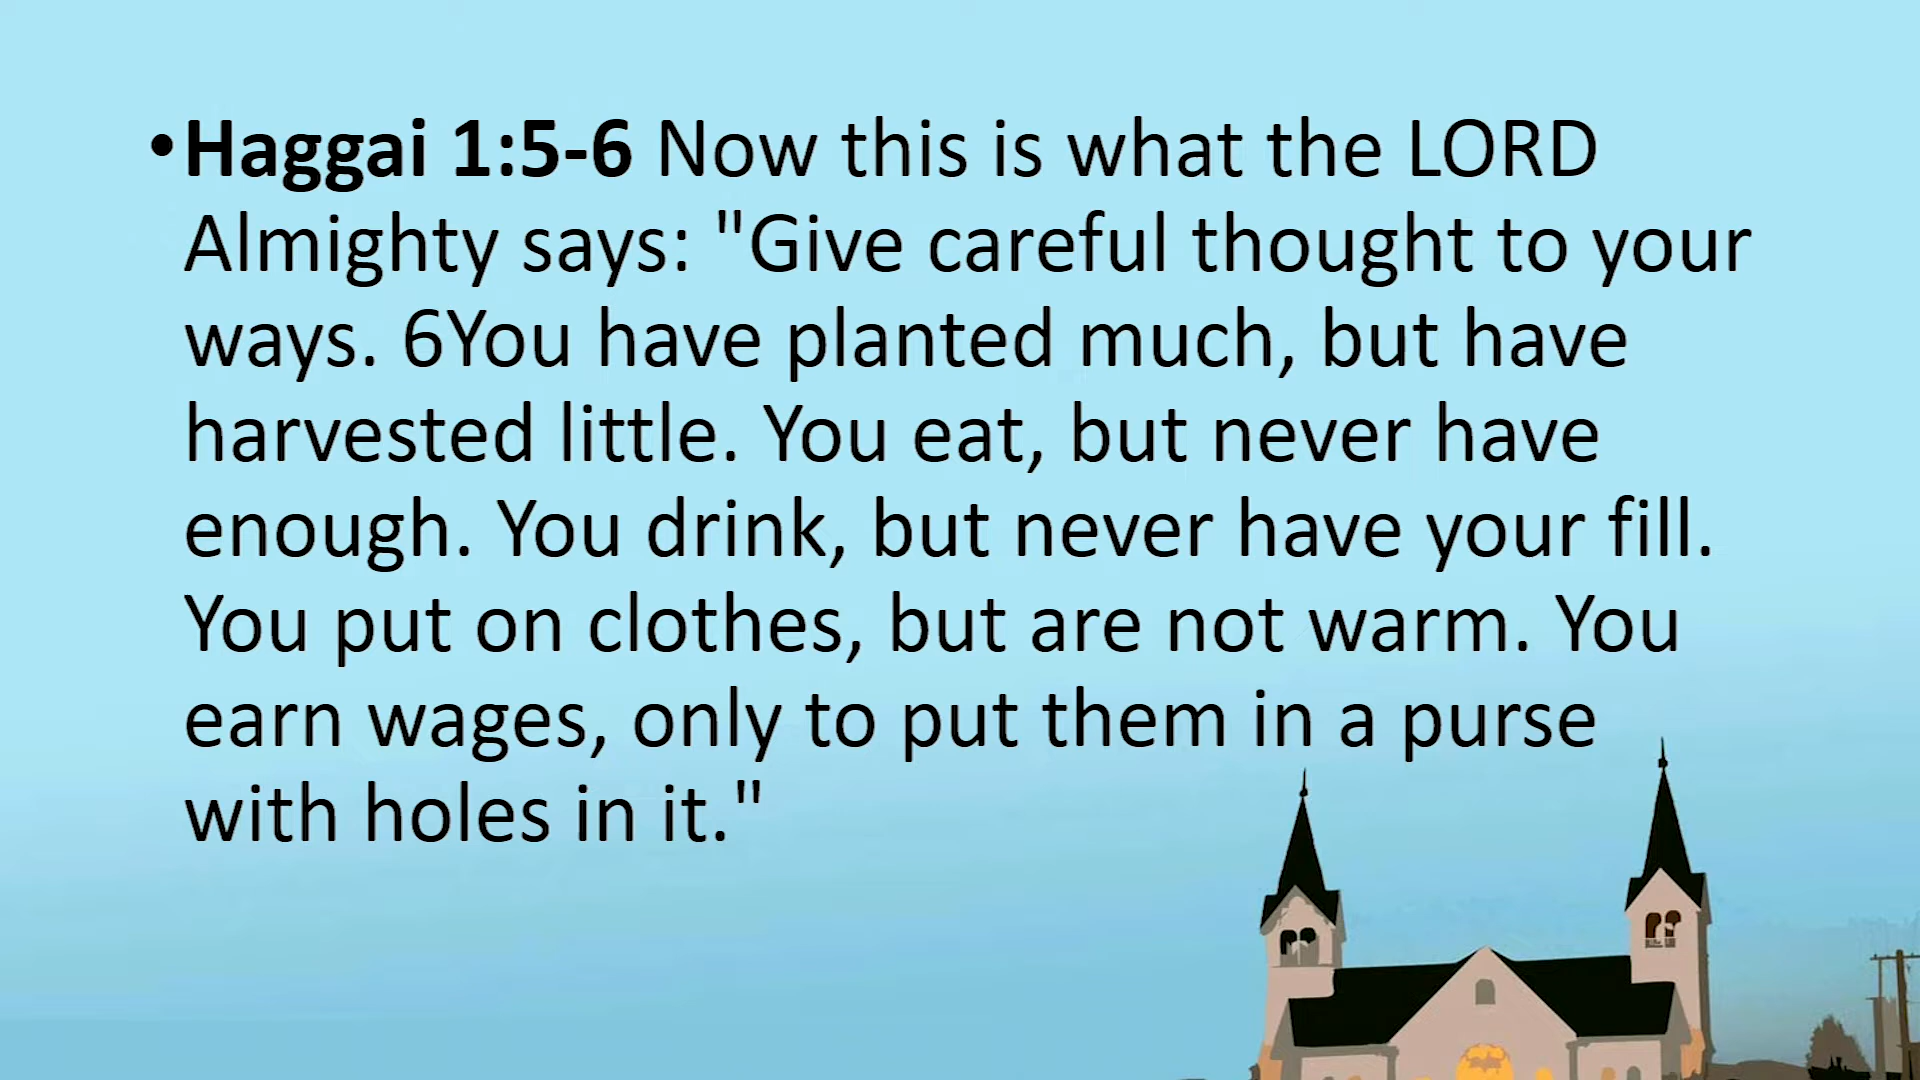 •Haggai 1:5-6 Now this is what the LORD
Almighty says: "Give careful thought to your
ways. 6You have planted much, but have
harvested little. You eat, but never have
enough. You drink, but never have your fill.
You put on clothes, but are not warm. You
earn wages, only to put them in a purse
with holes in it."